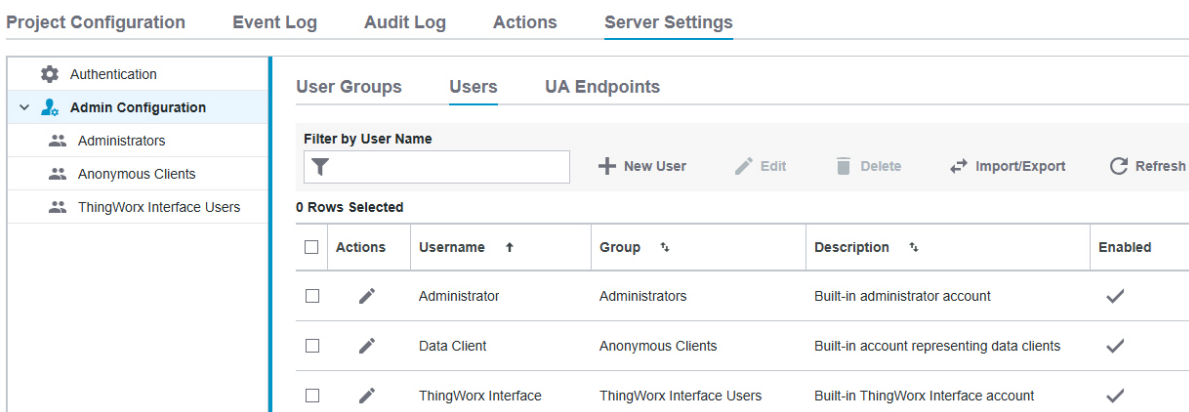 Project Configuration Event Log Audit Log Actions Server Settings
Authentication
Admin Configuration
Administrators
Anonymous Clients
ThingWorx Interface Users
User Groups Users UA Endpoints
Filter by User Name
New User Edit Delete Import/Export Refresh
0 Rows Selected
Actions Username Group Description Enabled
Administrator Administrators Built-in administrator account
Data Client Anonymous Clients Built-in account representing data clients
ThingWorx Interface ThingWorx Interface Users Built-in ThingWorx Interface account